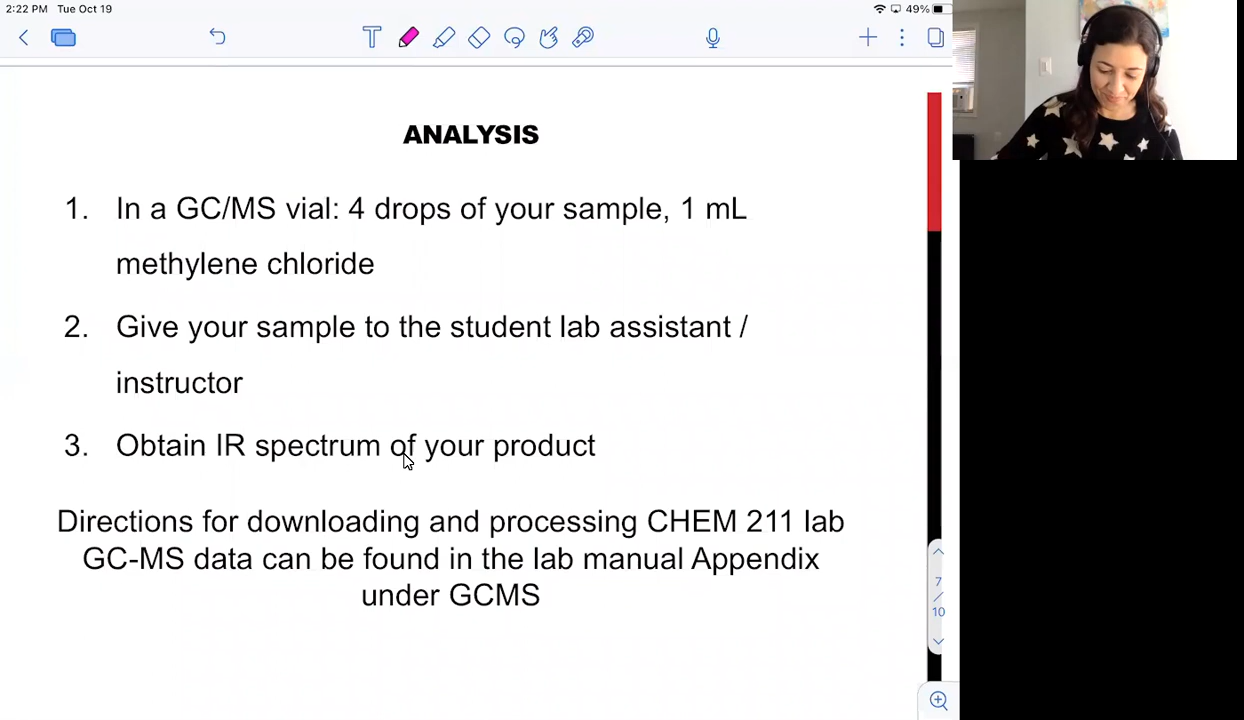 2:22 PM Tue Oct 19
49%
T
ANALYSIS
1. In a GC/MS vial: 4 drops of your sample, 1 mL
methylene chloride
2. Give your sample to the student lab assistant /
instructor
3. Obtain IR spectrum of your product
Directions for downloading and processing CHEM 211 lab
GC-MS data can be found in the lab manual Appendix
under GCMS
7
/
10